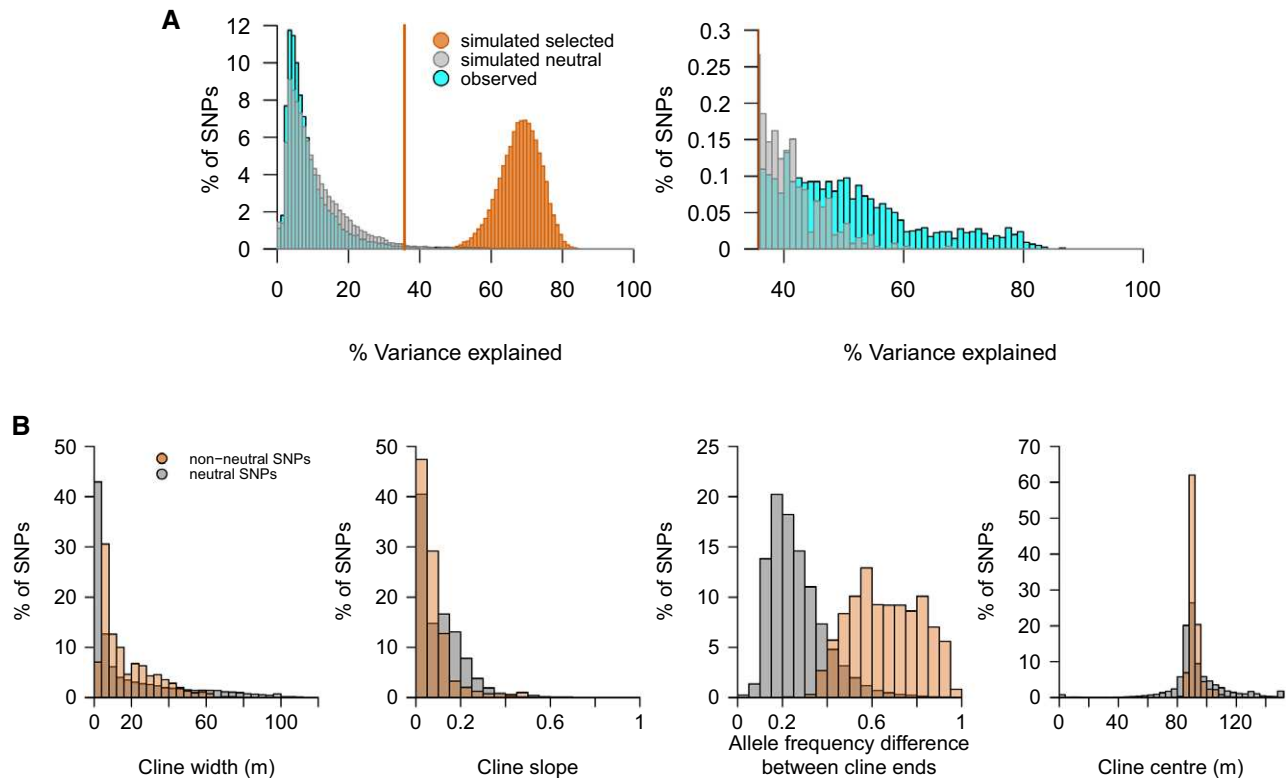 A
simulated selected
simulated neutral
observed
% of SNPs
12
10
8
6
4
2
0
0 20 40 60 80 100
% Variance explained
% of SNPs
0.3
0.25
0.2
0.15
0.1
0.05
0
40 60 80 100
% Variance explained
B
non−neutral SNPs
neutral SNPs
% of SNPs
50
40
30
20
10
0
0 20 60 100
Cline width (m)
% of SNPs
50
40
30
20
10
0
0 0.2 0.6 1
Cline slope
% of SNPs
25
20
15
10
5
0
0 0.2 0.6 1
Allele frequency difference
between cline ends
% of SNPs
70
60
50
40
30
20
10
0
0 40 80 120
Cline centre (m)